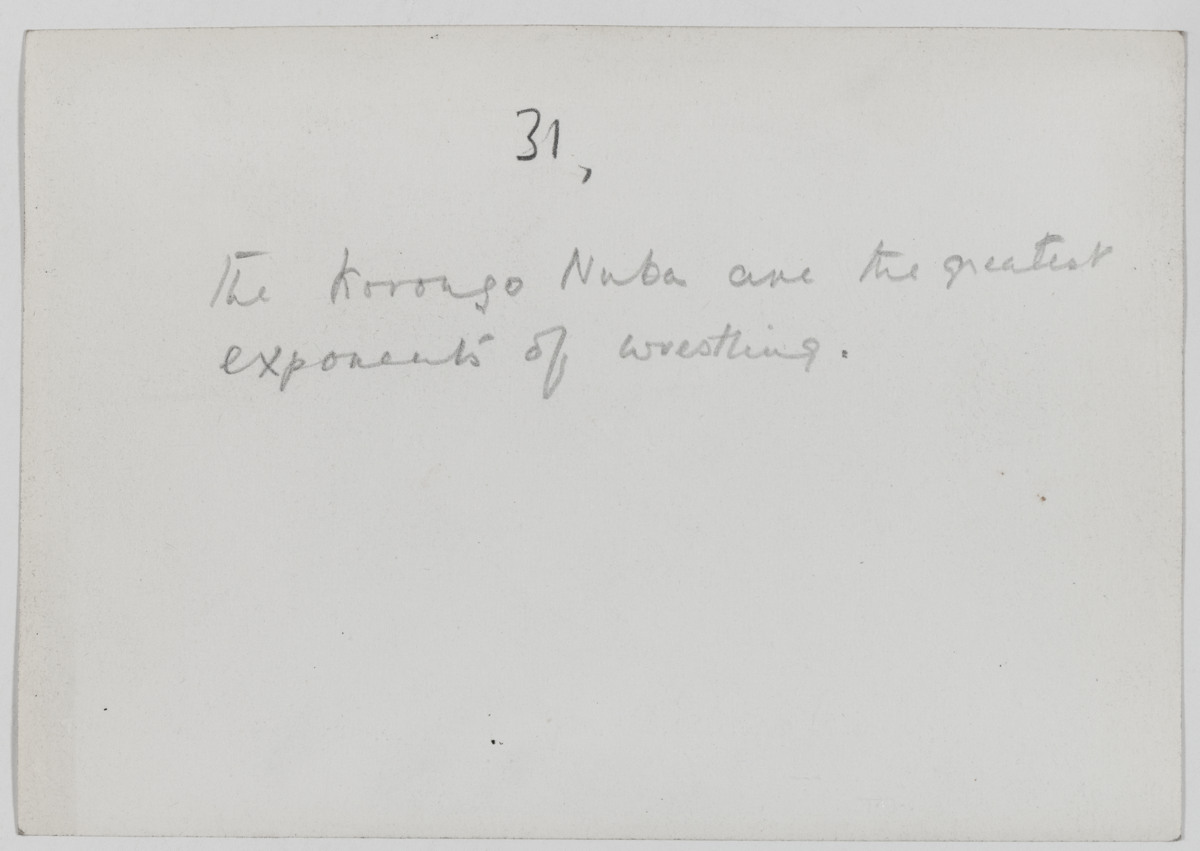 31,
The Korongo Nuba are the greatest
exponents of wrestling.